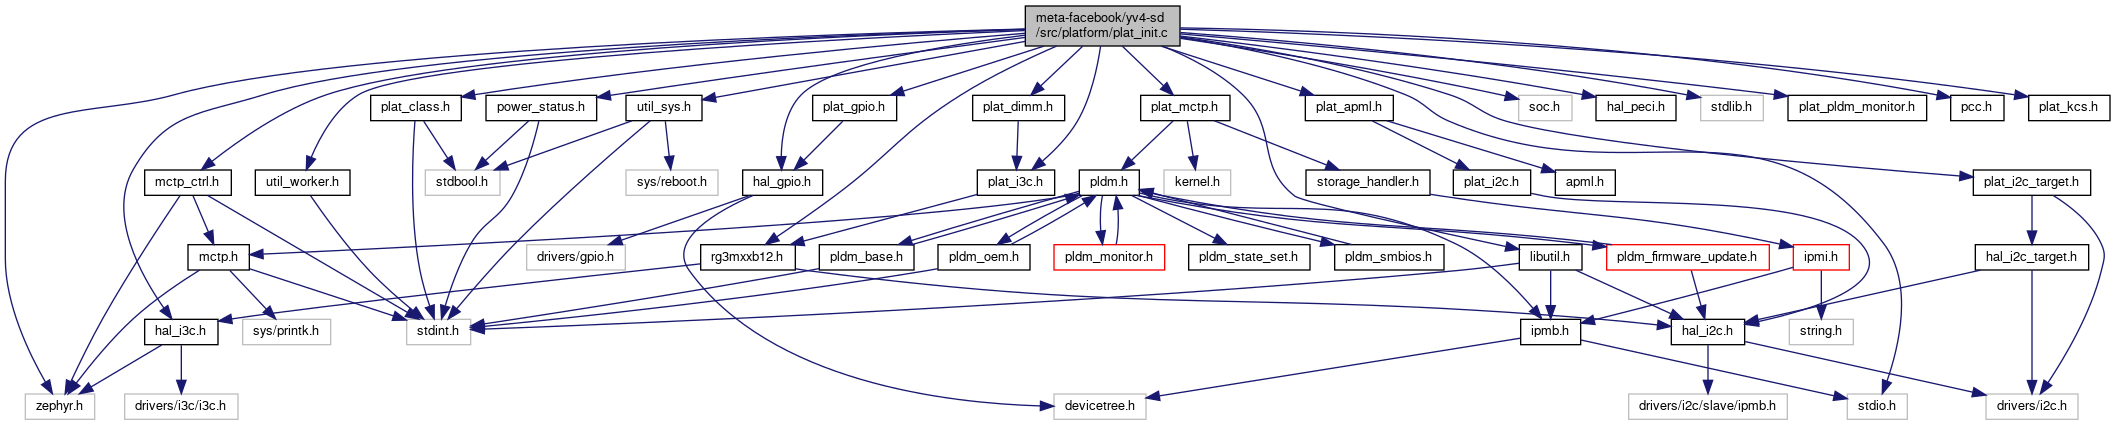 meta-facebook/yv4-sd
/src/platform/plat_init.c
plat_class.h
power_status.h
util_sys.h
plat_gpio.h
plat_dimm.h
plat_mctp.h
plat_apml.h
soc.h
hal_peci.h
stdlib.h
plat_pldm_monitor.h
pcc.h
plat_kcs.h
mctp_ctrl.h
util_worker.h
stdbool.h
sys/reboot.h
hal_gpio.h
plat_i3c.h
pldm.h
kernel.h
storage_handler.h
plat_i2c.h
apml.h
plat_i2c_target.h
mctp.h
drivers/gpio.h
rg3mxxb12.h
pldm_base.h
pldm_oem.h
pldm_monitor.h
pldm_state_set.h
pldm_smbios.h
libutil.h
pldm_firmware_update.h
ipmi.h
hal_i2c_target.h
hal_i3c.h
sys/printk.h
stdint.h
ipmb.h
hal_i2c.h
string.h
zephyr.h
drivers/i3c/i3c.h
devicetree.h
drivers/i2c/slave/ipmb.h
stdio.h
drivers/i2c.h